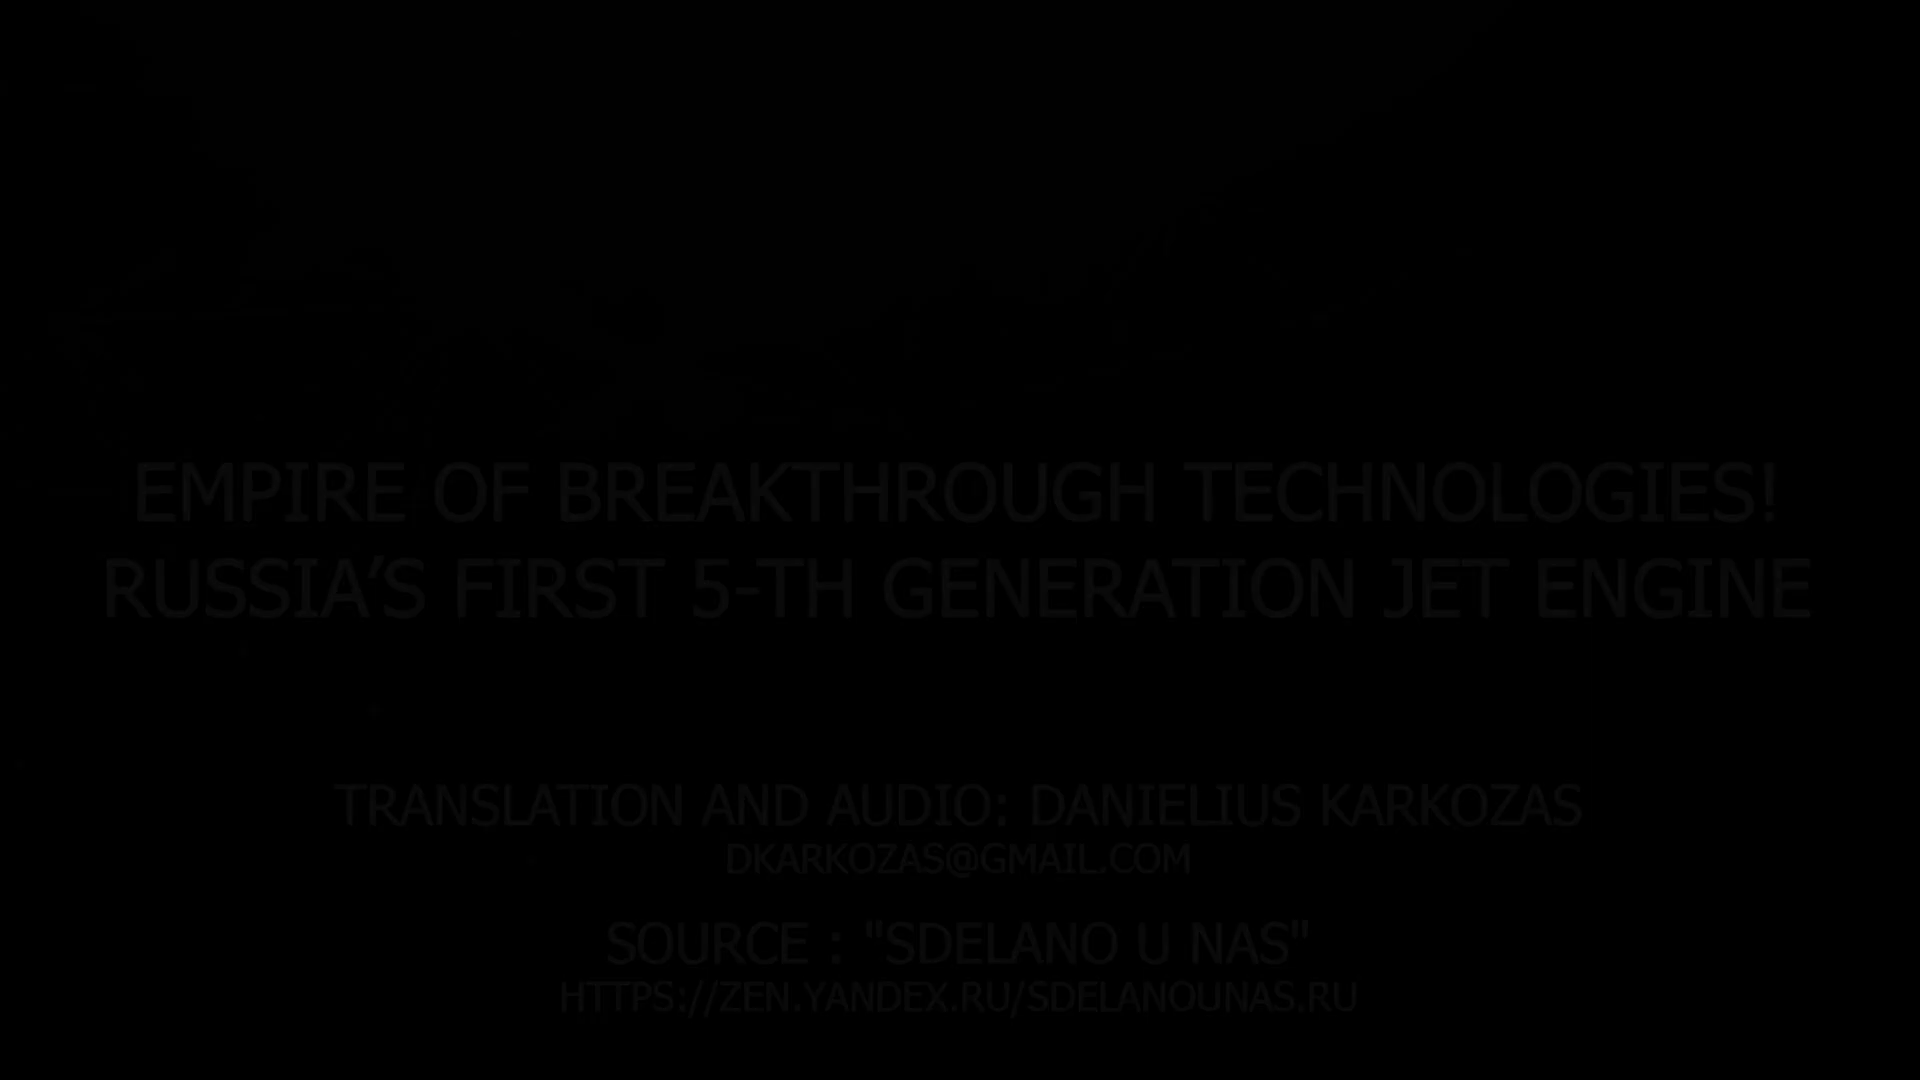 EMPIRE OF BREAKTHROUGH TECHNOLOGIES!
RUSSIA’S FIRST 5-TH GENERATION JET ENGINE
TRANSLATION AND AUDIO: DANIELIUS KARKOZAS
DKARKOZAS@GMAIL.COM
SOURCE : "SDELANO U NAS"
HTTPS://ZEN.YANDEX.RU/SDELANOUNAS.RU